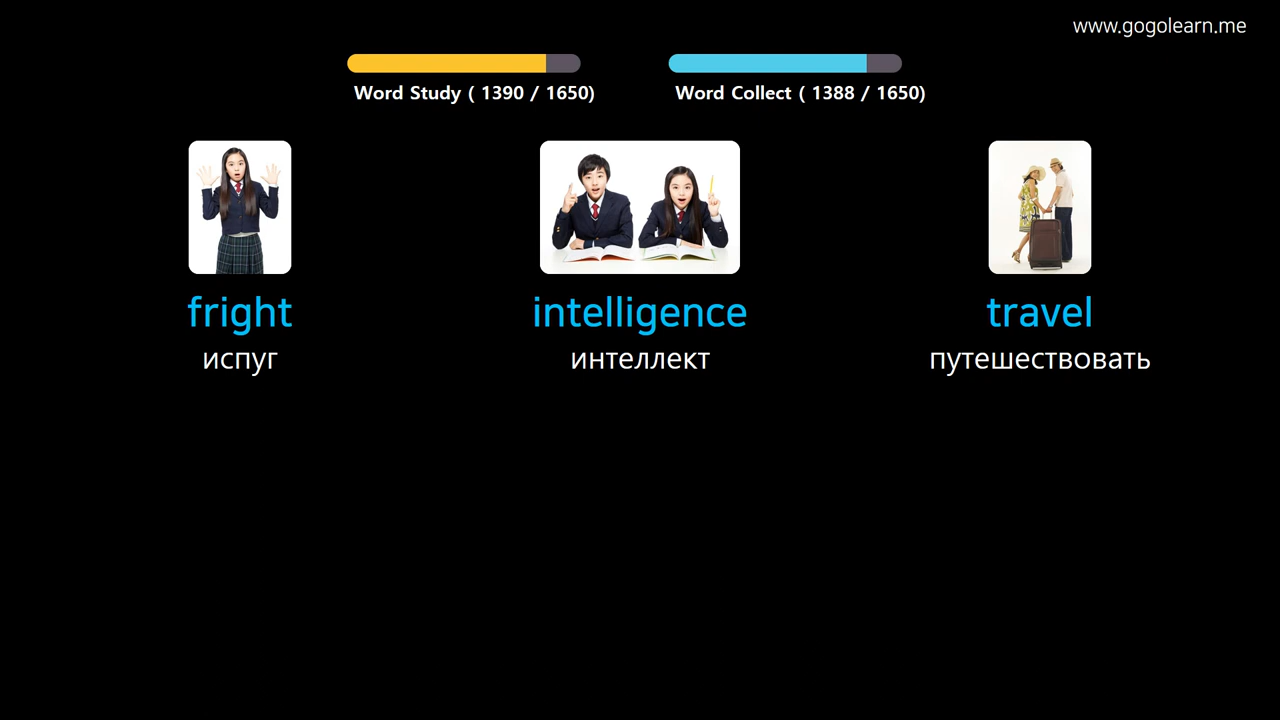 www.gogolearn.me
Word Study ( 1390 / 1650)
Word Collect ( 1388 / 1650)
fright
intelligence
travel
испуг
интеллект
путешествовать